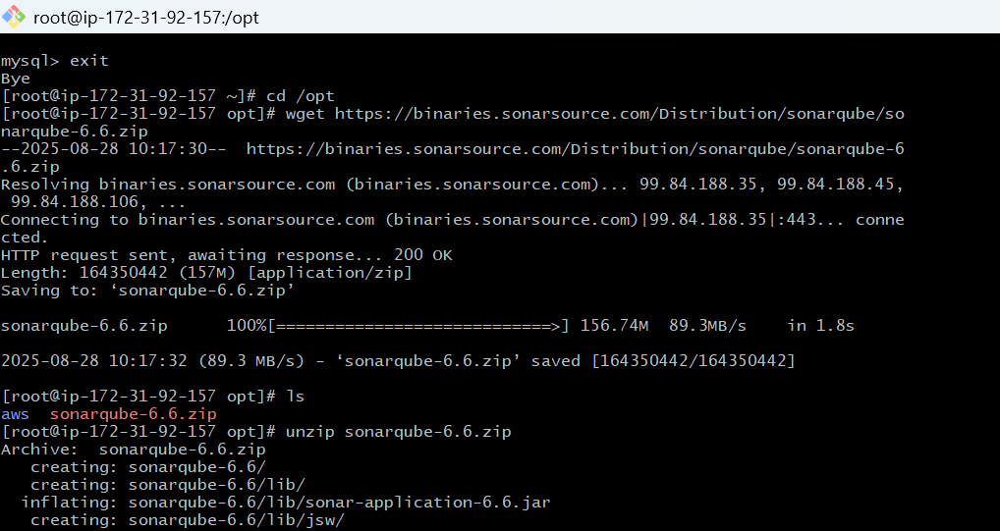 root@ip-172-31-92-157:/opt
mysql> exit
Bye
[root@ip-172-31-92-157 ~]# cd /opt
[root@ip-172-31-92-157 opt]# wget https://binaries.sonarsource.com/Distribution/sonarqube/so
narqube-6.6.zip
--2025-08-28 10:17:30--  https://binaries.sonarsource.com/Distribution/sonarqube/sonarqube-6
.6.zip
Resolving binaries.sonarsource.com (binaries.sonarsource.com)... 99.84.188.35, 99.84.188.45,
 99.84.188.106, ...
Connecting to binaries.sonarsource.com (binaries.sonarsource.com)|99.84.188.35|:443... conne
cted.
HTTP request sent, awaiting response... 200 OK
Length: 164350442 (157M) [application/zip]
Saving to: ‘sonarqube-6.6.zip’
sonarqube-6.6.zip      100%[============================>] 156.74M  89.3MB/s    in 1.8s
2025-08-28 10:17:32 (89.3 MB/s) - ‘sonarqube-6.6.zip’ saved [164350442/164350442]
[root@ip-172-31-92-157 opt]# ls
aws  sonarqube-6.6.zip
[root@ip-172-31-92-157 opt]# unzip sonarqube-6.6.zip
Archive:  sonarqube-6.6.zip
   creating: sonarqube-6.6/
   creating: sonarqube-6.6/lib/
  inflating: sonarqube-6.6/lib/sonar-application-6.6.jar
   creating: sonarqube-6.6/lib/jsw/